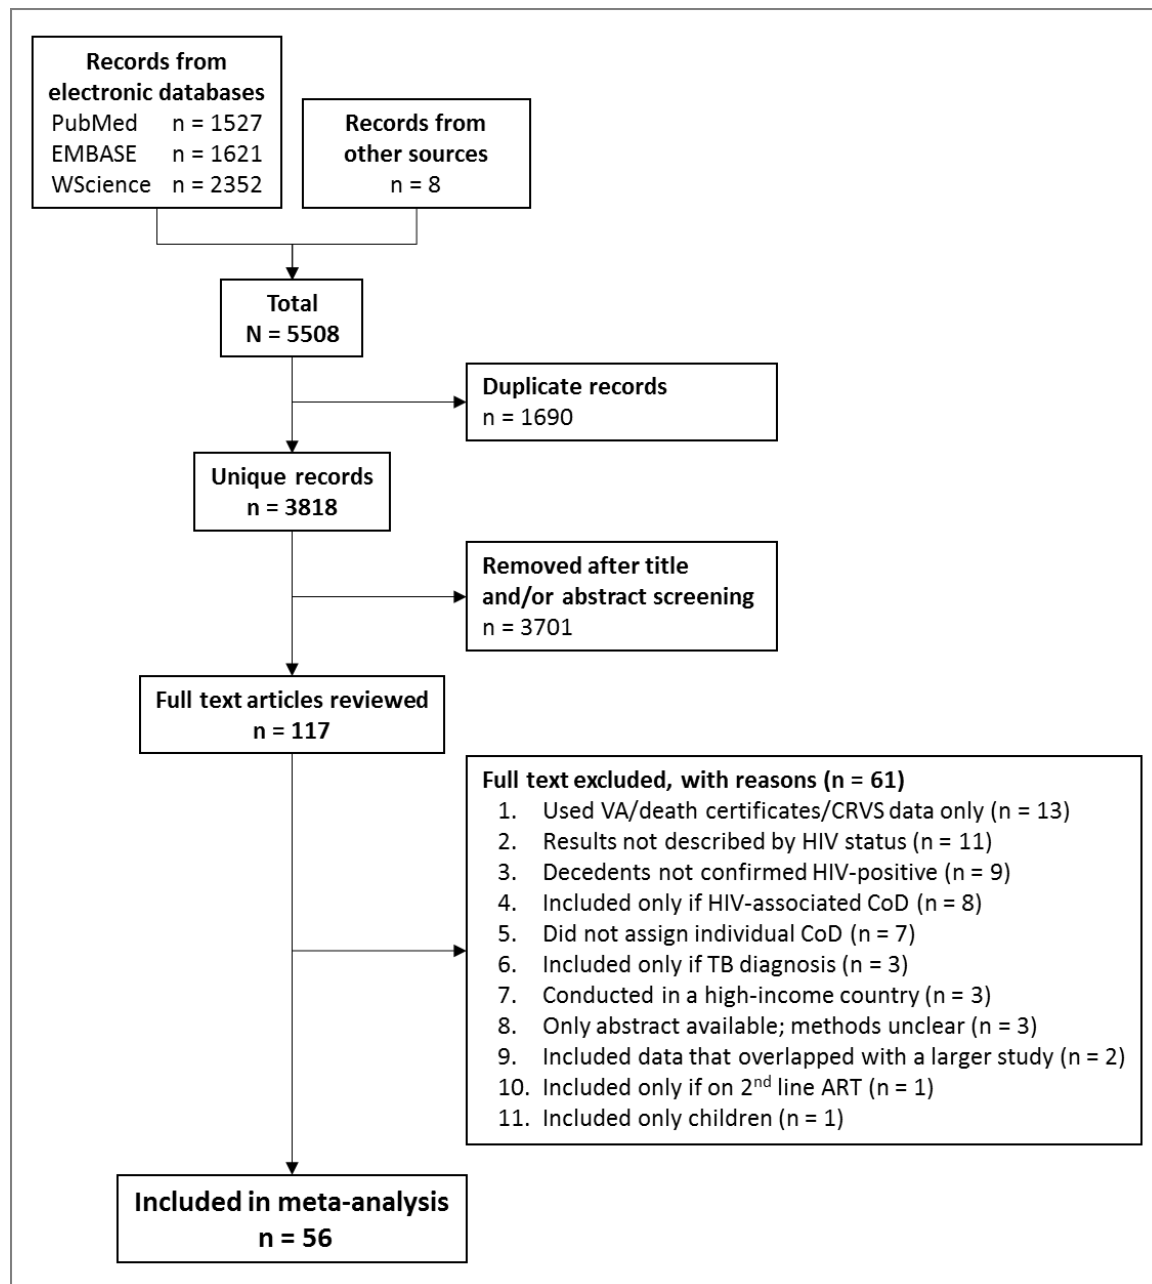 Records from
electronic databases
PubMed n = 1527
EMBASE n = 1621
WScience n = 2352
Records from
other sources
n = 8
Total
N = 5508
Duplicate records
n = 1690
Unique records
n = 3818
Removed after title
and/or abstract screening
n = 3701
Full text articles reviewed
n = 117
Full text excluded, with reasons (n = 61)
1. Used VA/death certificates/CRVS data only (n = 13)
2. Results not described by HIV status (n = 11)
3. Decedents not confirmed HIV-positive (n = 9)
4. Included only if HIV-associated CoD (n = 8)
5. Did not assign individual CoD (n = 7)
6. Included only if TB diagnosis (n = 3)
7. Conducted in a high-income country (n = 3)
8. Only abstract available; methods unclear (n = 3)
9. Included data that overlapped with a larger study (n = 2)
10. Included only if on 2nd line ART (n = 1)
11. Included only children (n = 1)
Included in meta-analysis
n = 56